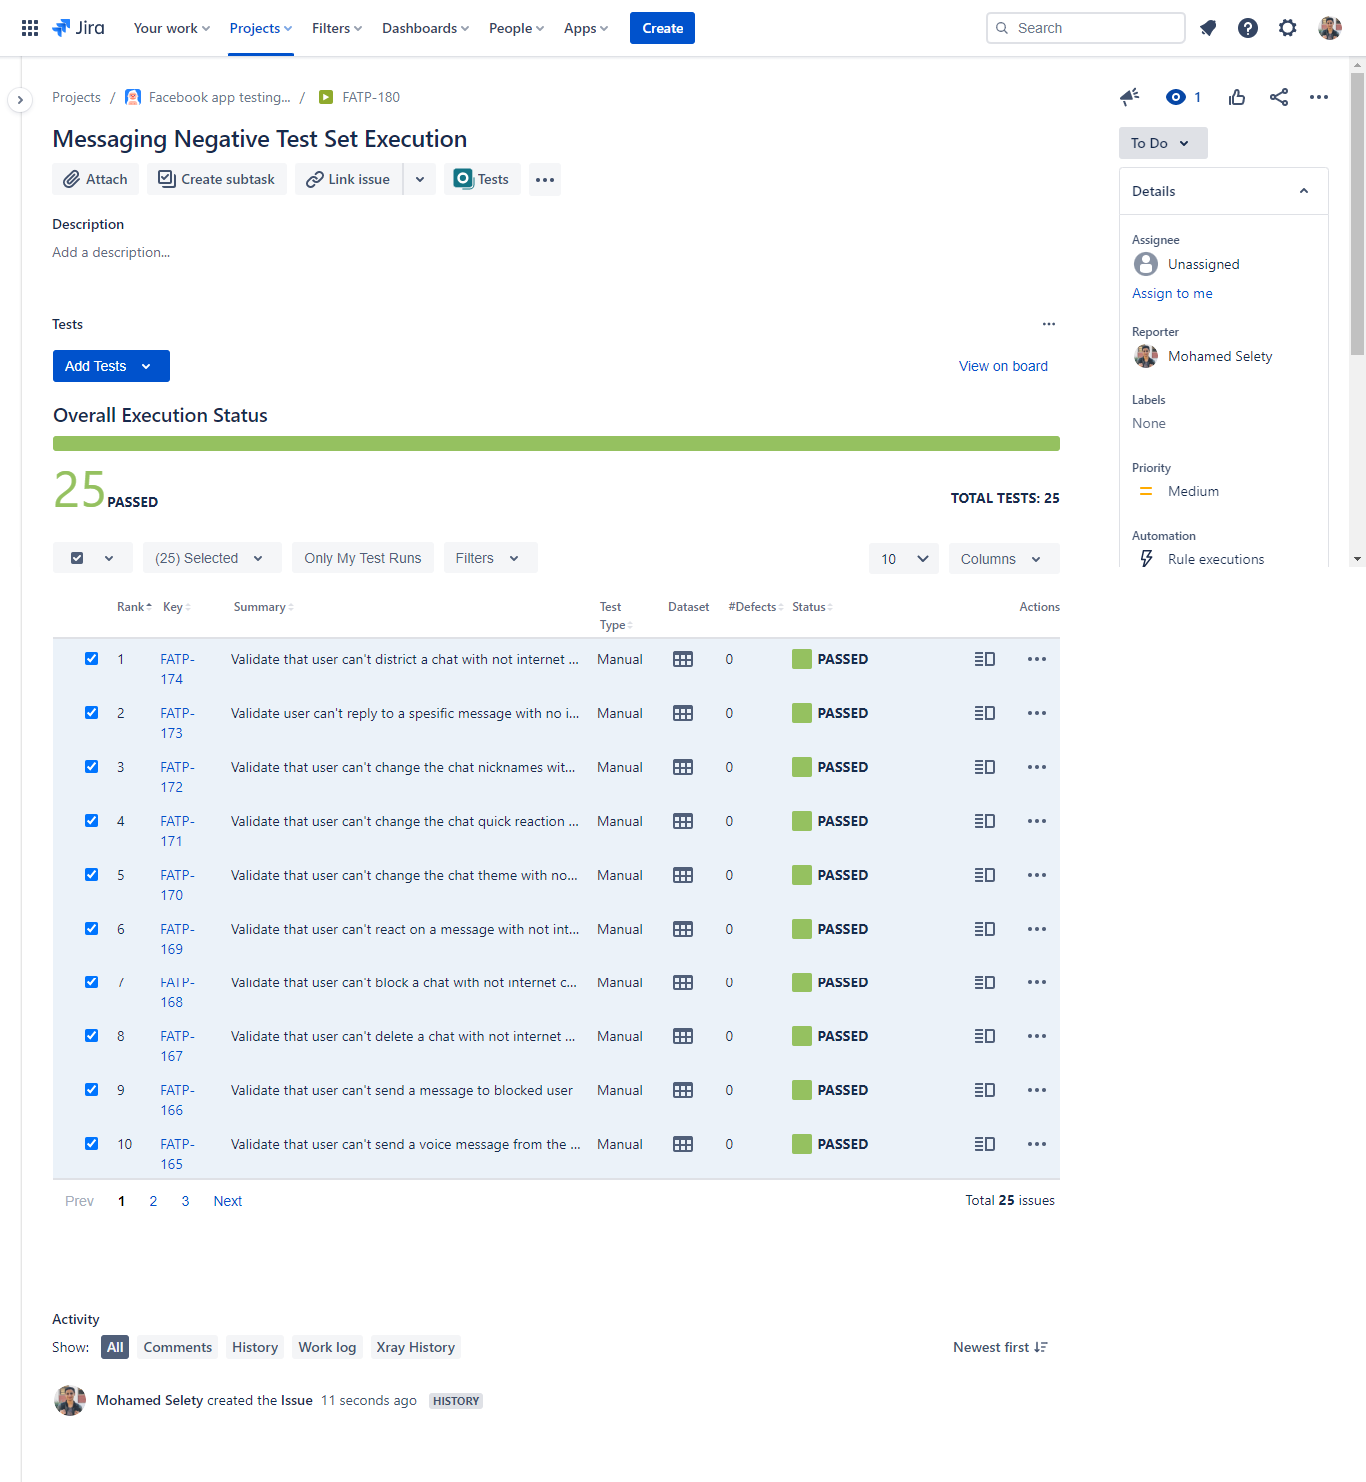 Jira Your work Projects Filters Dashboards People Apps Create Search
Projects / Facebook app testing... / FATP-180 1
Messaging Negative Test Set Execution
To Do
Attach Create subtask Link issue Tests
Details
Description
Add a description...
Assignee
Unassigned
Assign to me
Tests
Reporter
Mohamed Selety
Add Tests View on board
Labels
None
Overall Execution Status
Priority
Medium
25 PASSED TOTAL TESTS: 25
Automation
Rule executions
(25) Selected Only My Test Runs Filters 10 Columns
Rank Key Summary Test Type Dataset #Defects Status Actions
1 FATP-174 Validate that user can't district a chat with not internet ... Manual 0 PASSED
2 FATP-173 Validate user can't reply to a spesific message with no i... Manual 0 PASSED
3 FATP-172 Validate that user can't change the chat nicknames wit... Manual 0 PASSED
4 FATP-171 Validate that user can't change the chat quick reaction ... Manual 0 PASSED
5 FATP-170 Validate that user can't change the chat theme with no... Manual 0 PASSED
6 FATP-169 Validate that user can't react on a message with not int... Manual 0 PASSED
7 FATP-168 Validate that user can't block a chat with not internet c... Manual 0 PASSED
8 FATP-167 Validate that user can't delete a chat with not internet ... Manual 0 PASSED
9 FATP-166 Validate that user can't send a message to blocked user Manual 0 PASSED
10 FATP-165 Validate that user can't send a voice message from the ... Manual 0 PASSED
Prev 1 2 3 Next Total 25 issues
Activity
Show: All Comments History Work log Xray History Newest first
Mohamed Selety created the Issue 11 seconds ago HISTORY